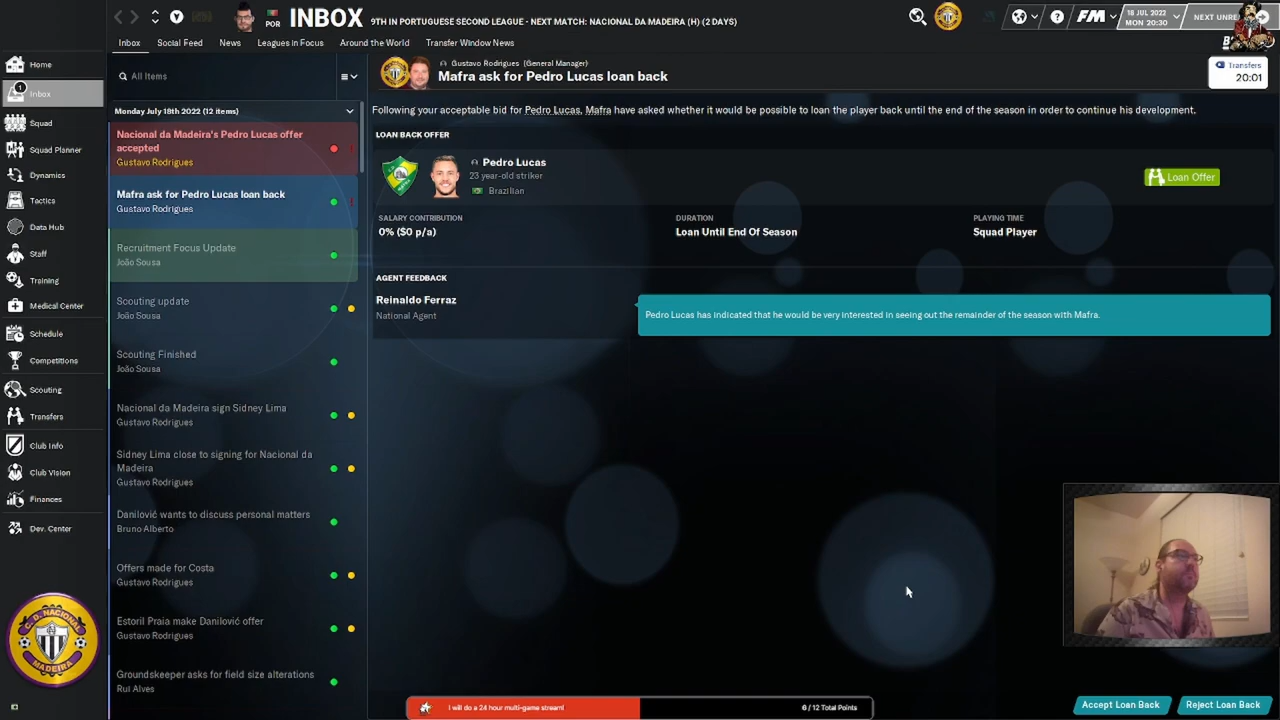 POR
INBOX
9TH IN PORTUGUESE SECOND LEAGUE - NEXT MATCH: NACIONAL DA MADEIRA (H) (2 DAYS)
FM
18 JUL 2022
MON 20:30
NEXT UNRE
Inbox
Social Feed
News
Leagues in Focus
Around the World
Transfer Window News
Transfers
20:01
Home
1
Inbox
Squad
Squad Planner
Dynamics
Tactics
Data Hub
Staff
Training
Medical Center
Schedule
Competitions
Scouting
Transfers
Club Info
Club Vision
Finances
Dev. Center
C.D. NACIONAL
MADEIRA
All Items
Monday July 18th 2022 (12 items)
Nacional da Madeira's Pedro Lucas offer
accepted
Gustavo Rodrigues
Mafra ask for Pedro Lucas loan back
Gustavo Rodrigues
Recruitment Focus Update
João Sousa
Scouting update
João Sousa
Scouting Finished
João Sousa
Nacional da Madeira sign Sidney Lima
Gustavo Rodrigues
Sidney Lima close to signing for Nacional da
Madeira
Gustavo Rodrigues
Danilović wants to discuss personal matters
Bruno Alberto
Offers made for Costa
Gustavo Rodrigues
Estoril Praia make Danilović offer
Gustavo Rodrigues
Groundskeeper asks for field size alterations
Rui Alves
Gustavo Rodrigues (General Manager)
Mafra ask for Pedro Lucas loan back
Following your acceptable bid for Pedro Lucas, Mafra have asked whether it would be possible to loan the player back until the end of the season in order to continue his development.
LOAN BACK OFFER
Pedro Lucas
23 year-old striker
Brazilian
Loan Offer
SALARY CONTRIBUTION
0% ($0 p/a)
DURATION
Loan Until End Of Season
PLAYING TIME
Squad Player
AGENT FEEDBACK
Reinaldo Ferraz
National Agent
Pedro Lucas has indicated that he would be very interested in seeing out the remainder of the season with Mafra.
I will do a 24 hour multi-game stream!
6 / 12 Total Points
Accept Loan Back
Reject Loan Back